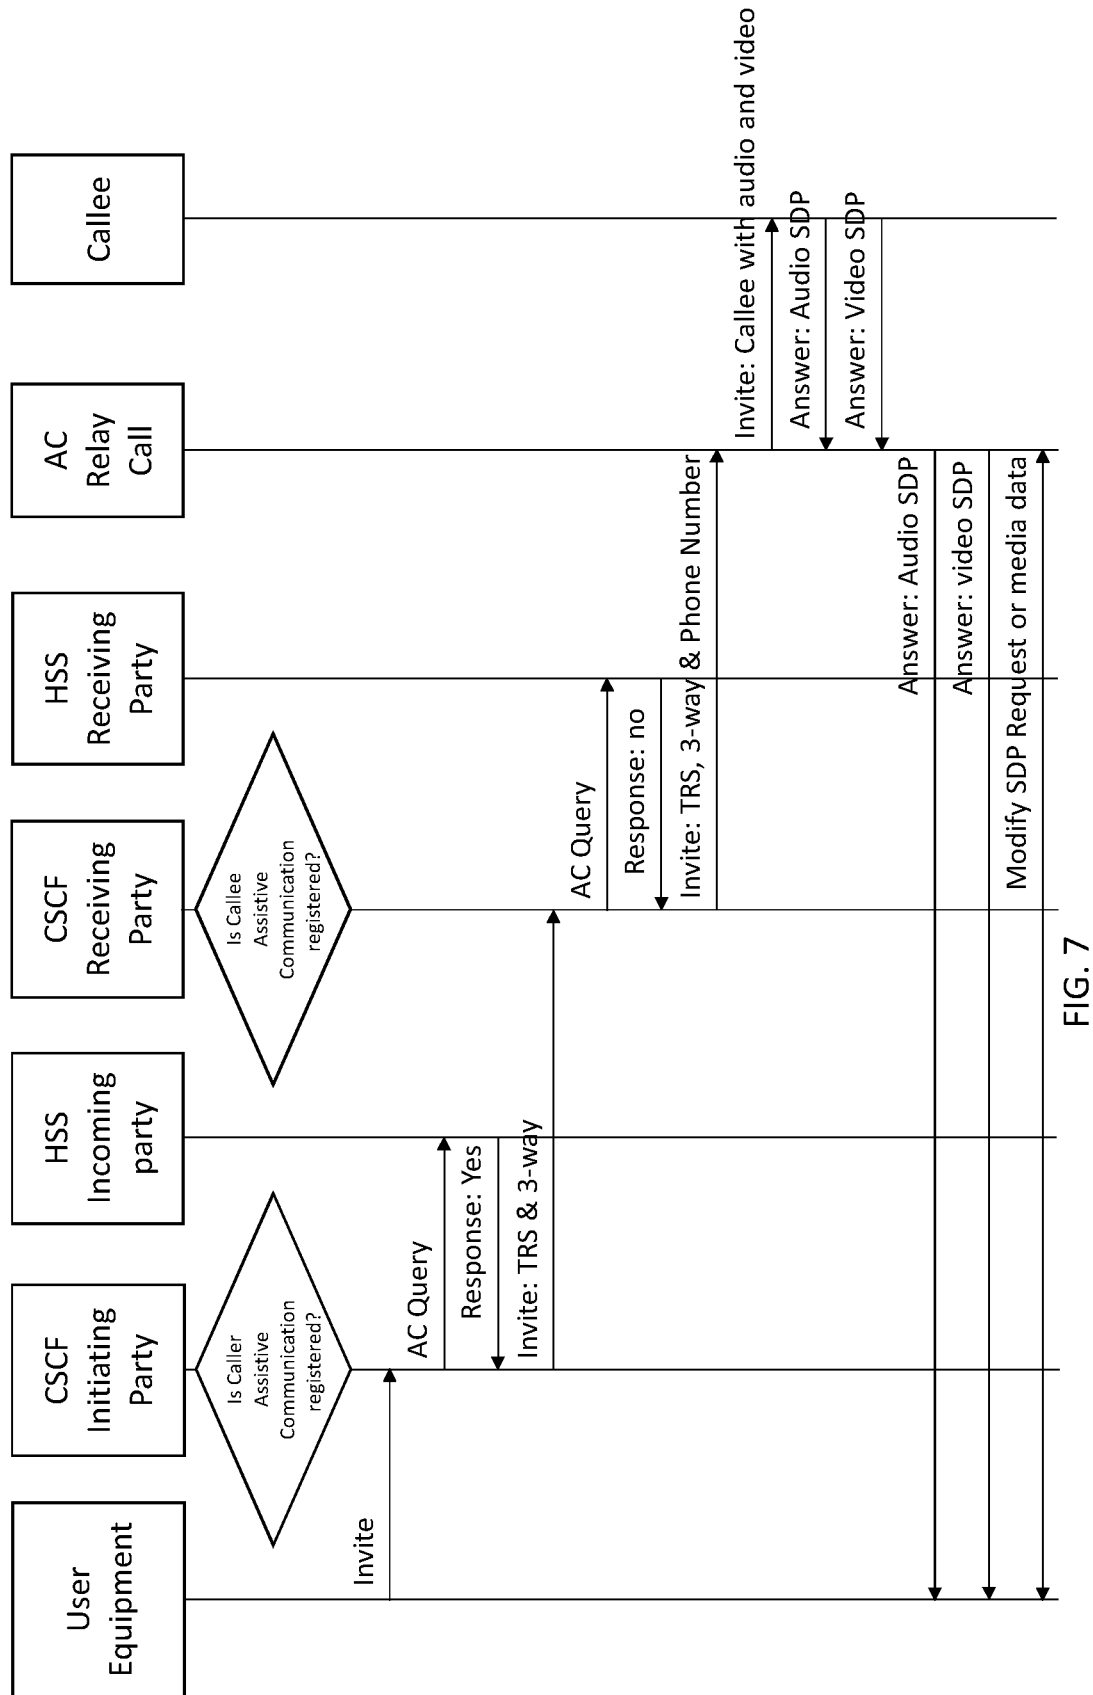 User
Equipment
CSCF
Initiating
Party
HSS
Incoming
party
CSCF
Receiving
Party
HSS
Receiving
Party
AC
Relay
Call
Callee
Is Caller
Assistive
Communication
registered?
Is Callee
Assistive
Communication
registered?
Invite
AC Query
Response: Yes
Invite: TRS & 3-way
AC Query
Response: no
Invite: TRS, 3-way & Phone Number
Invite: Callee with audio and video
Answer: Audio SDP
Answer: Video SDP
Answer: Audio SDP
Answer: video SDP
Modify SDP Request or media data
FIG. 7